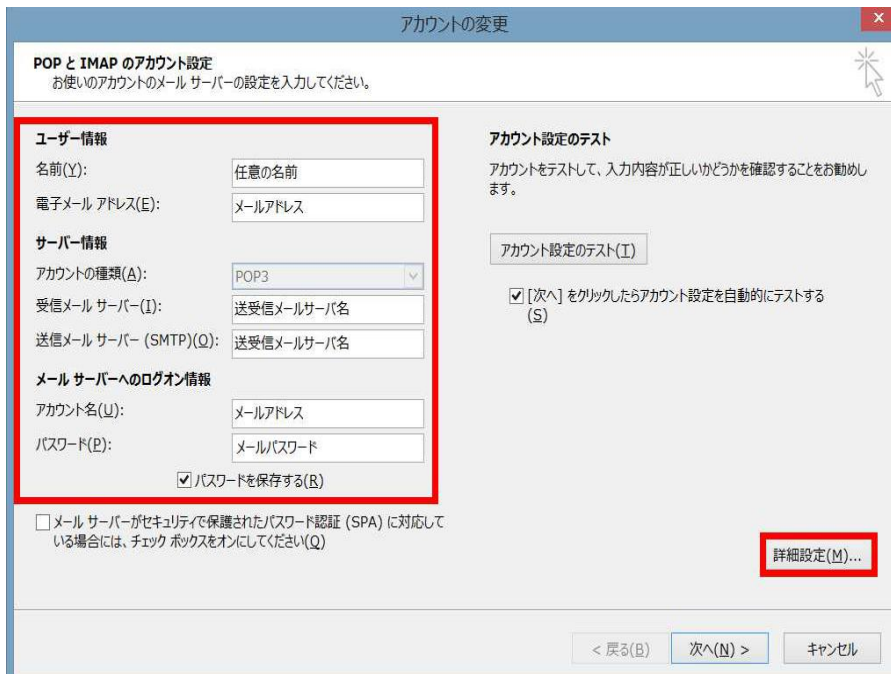 アカウントの変更
x
POP と IMAP のアカウント設定
お使いのアカウントのメール サーバーの設定を入力してください。
ユーザー情報
名前(Y):
任意の名前
電子メール アドレス(E):
メールアドレス
サーバー情報
アカウントの種類(A):
POP3
受信メール サーバー(I):
送受信メールサーバ名
送信メール サーバー (SMTP)(O):
送受信メールサーバ名
メール サーバーへのログオン情報
アカウント名(U):
メールアドレス
パスワード(P):
メールパスワード
パスワードを保存する(R)
メール サーバーがセキュリティで保護されたパスワード認証 (SPA) に対応して
いる場合には、チェック ボックスをオンにしてください(Q)
アカウント設定のテスト
アカウントをテストして、入力内容が正しいかどうかを確認することをお勧めし
ます。
アカウント設定のテスト(T)
[次へ] をクリックしたらアカウント設定を自動的にテストする
(S)
詳細設定(M)...
< 戻る(B)
次へ(N) >
キャンセル